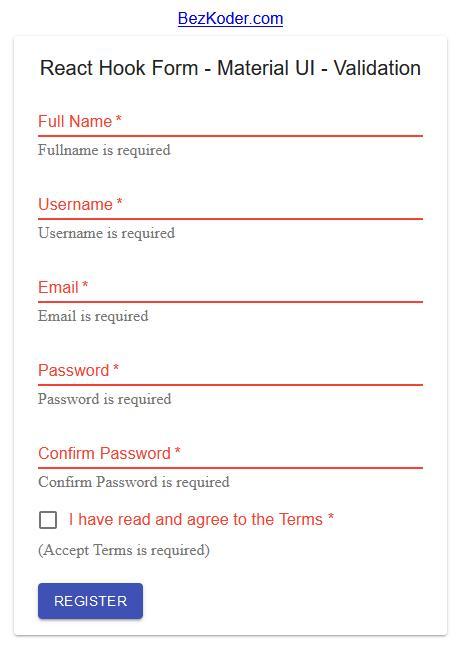 BezKoder.com
React Hook Form - Material UI - Validation
Full Name *
Fullname is required
Username *
Username is required
Email *
Email is required
Password *
Password is required
Confirm Password *
Confirm Password is required
I have read and agree to the Terms *
(Accept Terms is required)
REGISTER